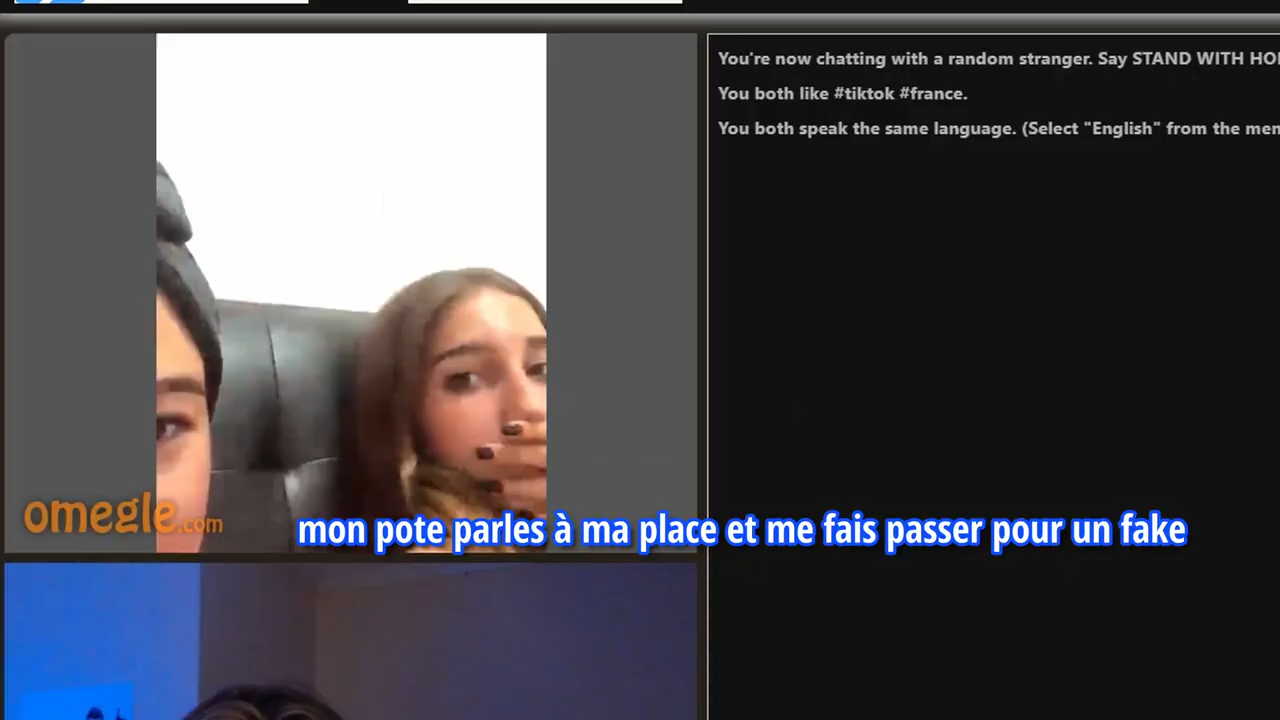 You're now chatting with a random stranger. Say STAND WITH HO
You both like #tiktok #france.
You both speak the same language. (Select "English" from the men
omegle.com
mon pote parles à ma place et me fais passer pour un fake